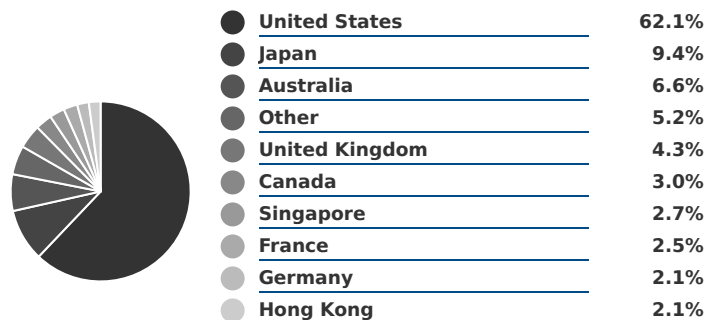 United States 62.1%
Japan 9.4%
Australia 6.6%
Other 5.2%
United Kingdom 4.3%
Canada 3.0%
Singapore 2.7%
France 2.5%
Germany 2.1%
Hong Kong 2.1%